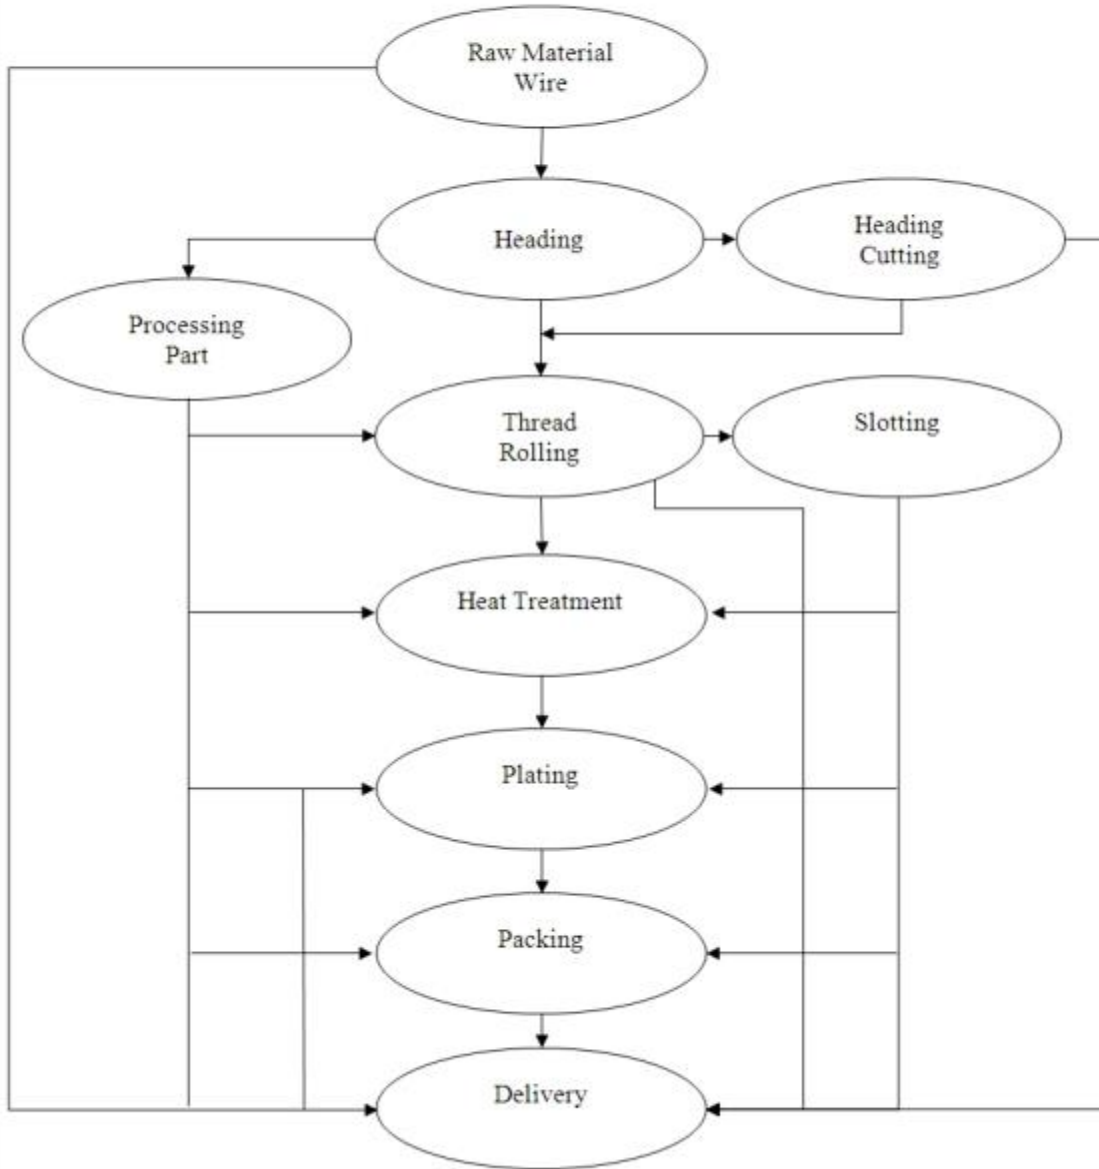 Raw Material
Wire
Heading
Heading
Cutting
Processing
Part
Thread
Rolling
Slotting
Heat Treatment
Plating
Packing
Delivery